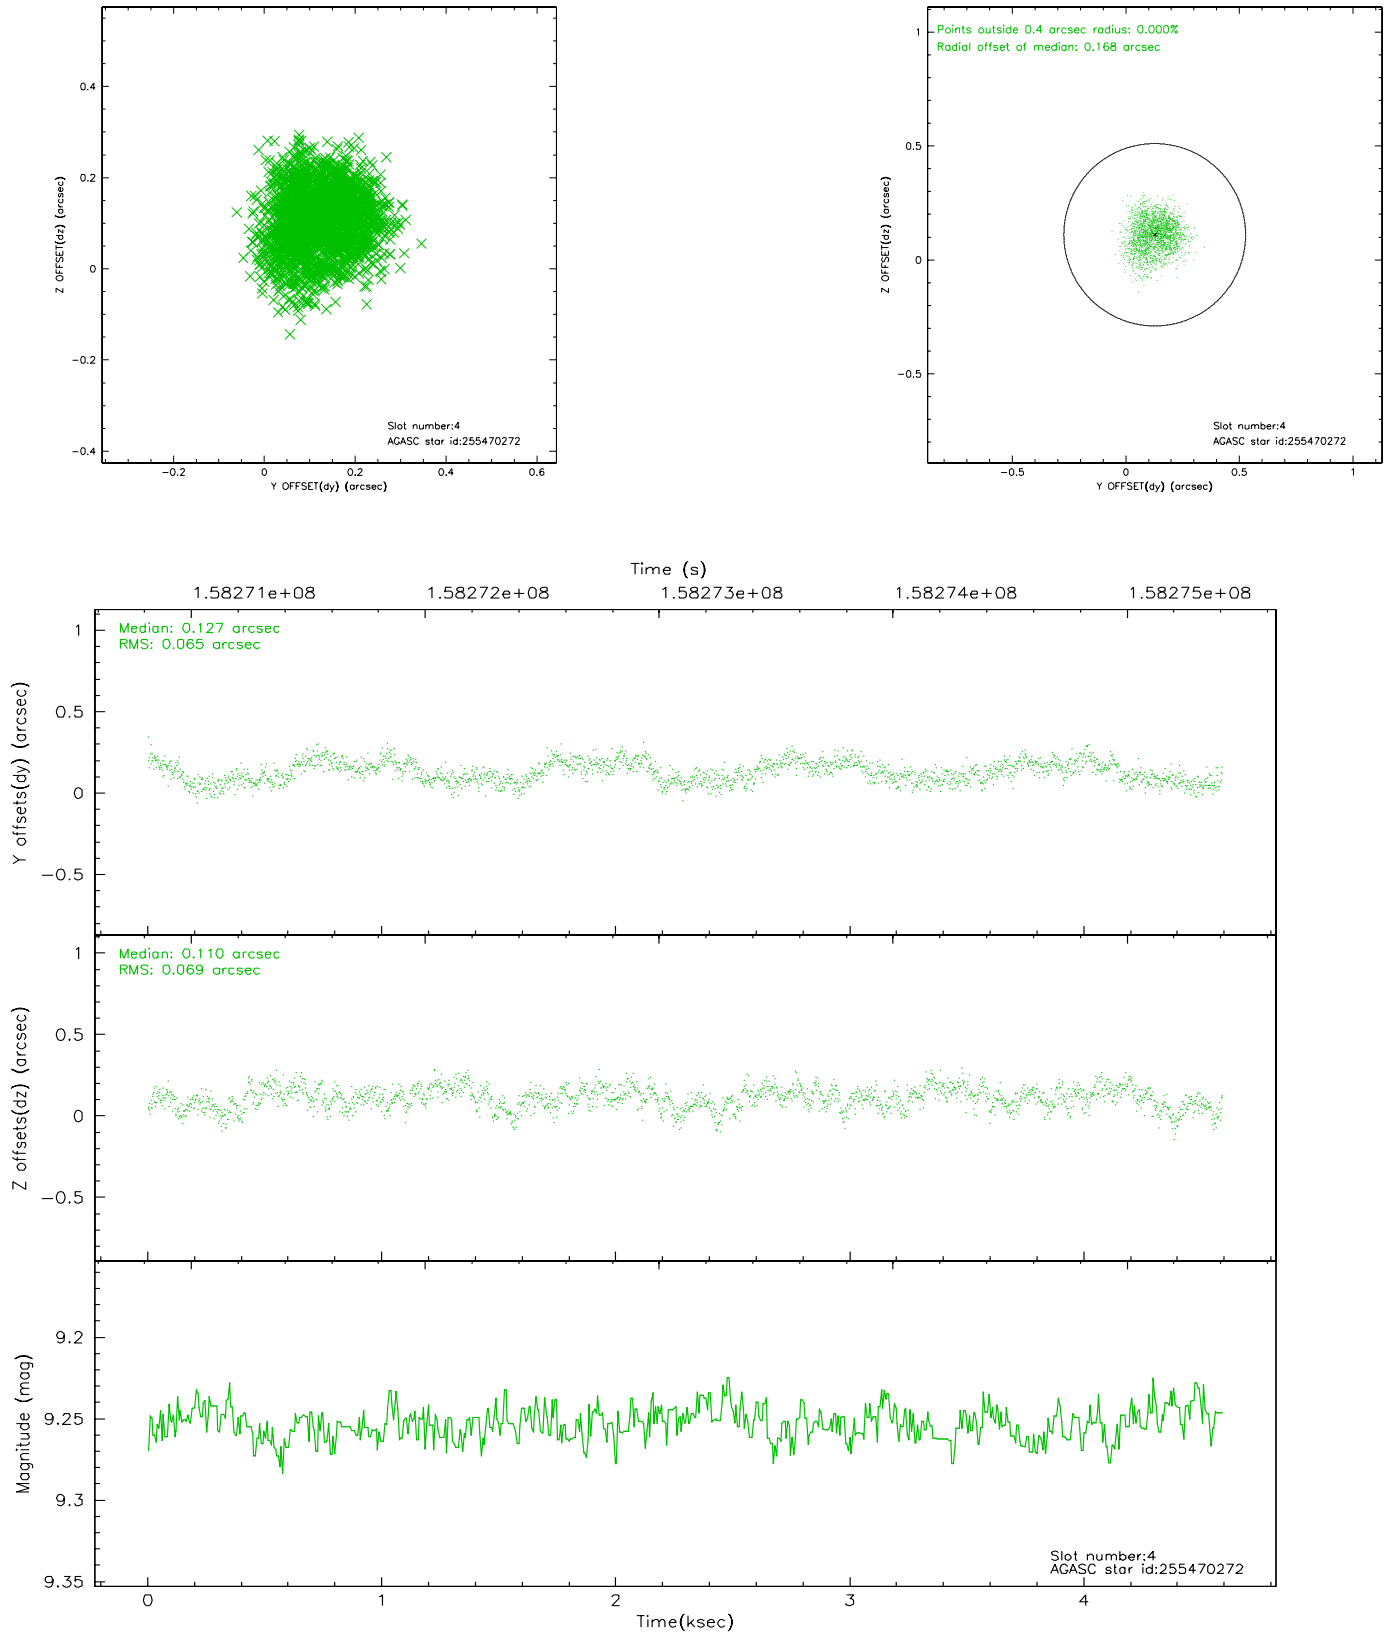 0.4
0.2
0
−0.2
−0.4
Z OFFSET(dz) (arcsec)
Slot number:4
AGASC star id:255470272
−0.2 0 0.2 0.4 0.6
Y OFFSET(dy) (arcsec)
Points outside 0.4 arcsec radius: 0.000%
Radial offset of median: 0.168 arcsec
1
0.5
0
−0.5
Z OFFSET(dz) (arcsec)
Slot number:4
AGASC star id:255470272
−0.5 0 0.5 1
Y OFFSET(dy) (arcsec)
Time (s)
1.58271e+08 1.58272e+08 1.58273e+08 1.58274e+08 1.58275e+08
Median: 0.127 arcsec
RMS: 0.065 arcsec
1
0.5
0
−0.5
Y offsets(dy) (arcsec)
Median: 0.110 arcsec
RMS: 0.069 arcsec
1
0.5
0
−0.5
Z offsets(dz) (arcsec)
9.2
9.25
9.3
9.35
Magnitude (mag)
Slot number:4
AGASC star id:255470272
0 1 2 3 4
Time(ksec)